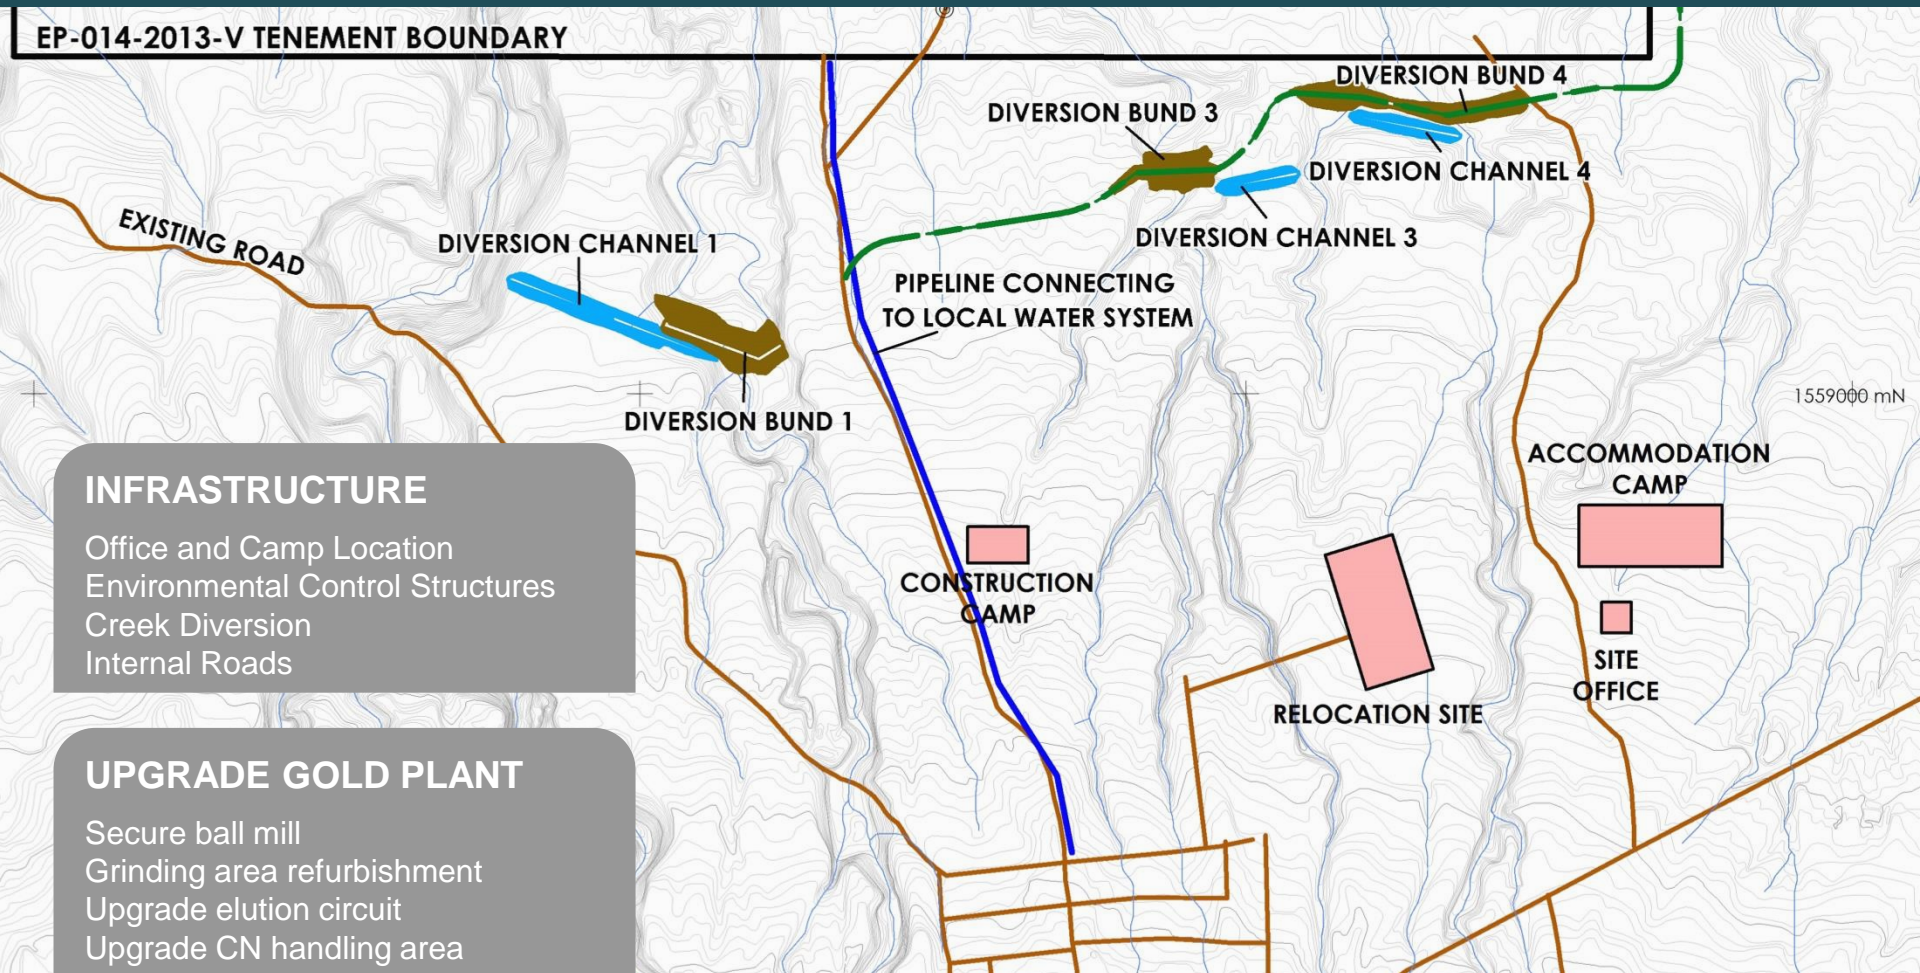 EP-014-2013-V TENEMENT BOUNDARY
DIVERSION BUND 4
DIVERSION BUND 3
DIVERSION CHANNEL 4
EXISTING ROAD
DIVERSION CHANNEL 1
DIVERSION CHANNEL 3
PIPELINE CONNECTING
TO LOCAL WATER SYSTEM
1559000 mN
DIVERSION BUND 1
ACCOMMODATION
CAMP
CONSTRUCTION
CAMP
SITE
OFFICE
RELOCATION SITE
INFRASTRUCTURE
Office and Camp Location
Environmental Control Structures
Creek Diversion
Internal Roads
UPGRADE GOLD PLANT
Secure ball mill
Grinding area refurbishment
Upgrade elution circuit
Upgrade CN handling area